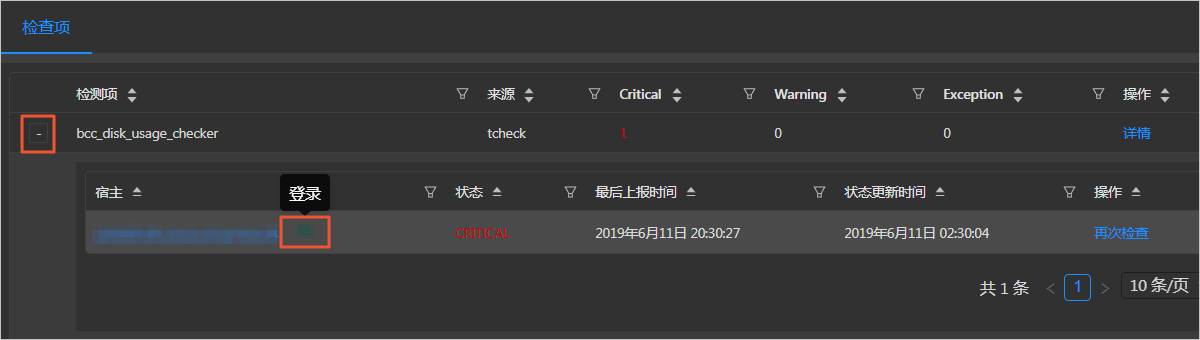 检查项
检测项 来源 Critical Warning Exception 操作
- bcc_disk_usage_checker tcheck 1 0 0 详情
登录
宿主 状态 最后上报时间 状态更新时间 操作
CRITICAL 2019年6月11日 20:30:27 2019年6月11日 02:30:04 再次检查
共 1 条 < 1 > 10 条/页